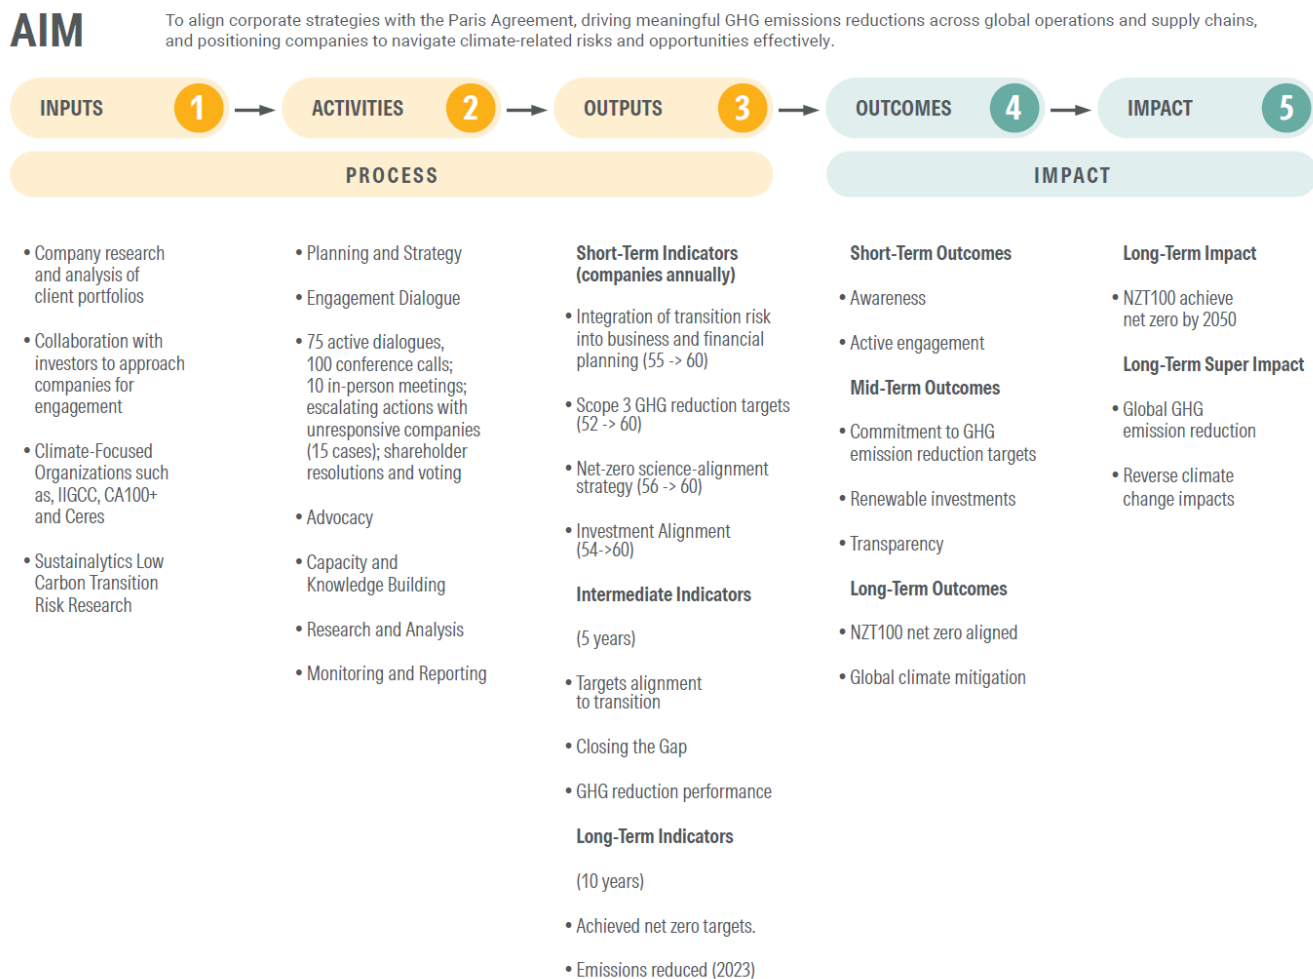 AIM
To align corporate strategies with the Paris Agreement, driving meaningful GHG emissions reductions across global operations and supply chains,
and positioning companies to navigate climate-related risks and opportunities effectively.
INPUTS 1
ACTIVITIES 2
OUTPUTS 3
OUTCOMES 4
IMPACT 5
PROCESS
IMPACT
• Company research
and analysis of
client portfolios
• Collaboration with
investors to approach
companies for
engagement
• Climate-Focused
Organizations such
as, IIGCC, CA100+
and Ceres
• Sustainalytics Low
Carbon Transition
Risk Research
• Planning and Strategy
• Engagement Dialogue
• 75 active dialogues,
100 conference calls;
10 in-person meetings;
escalating actions with
unresponsive companies
(15 cases); shareholder
resolutions and voting
• Advocacy
• Capacity and
Knowledge Building
• Research and Analysis
• Monitoring and Reporting
Short-Term Indicators
(companies annually)
• Integration of transition risk
into business and financial
planning (55 -> 60)
• Scope 3 GHG reduction targets
(52 -> 60)
• Net-zero science-alignment
strategy (56 -> 60)
• Investment Alignment
(54->60)
Intermediate Indicators
(5 years)
• Targets alignment
to transition
• Closing the Gap
• GHG reduction performance
Long-Term Indicators
(10 years)
• Achieved net zero targets.
• Emissions reduced (2023)
Short-Term Outcomes
• Awareness
• Active engagement
Mid-Term Outcomes
• Commitment to GHG
emission reduction targets
• Renewable investments
• Transparency
Long-Term Outcomes
• NZT100 net zero aligned
• Global climate mitigation
Long-Term Impact
• NZT100 achieve
net zero by 2050
Long-Term Super Impact
• Global GHG
emission reduction
• Reverse climate
change impacts